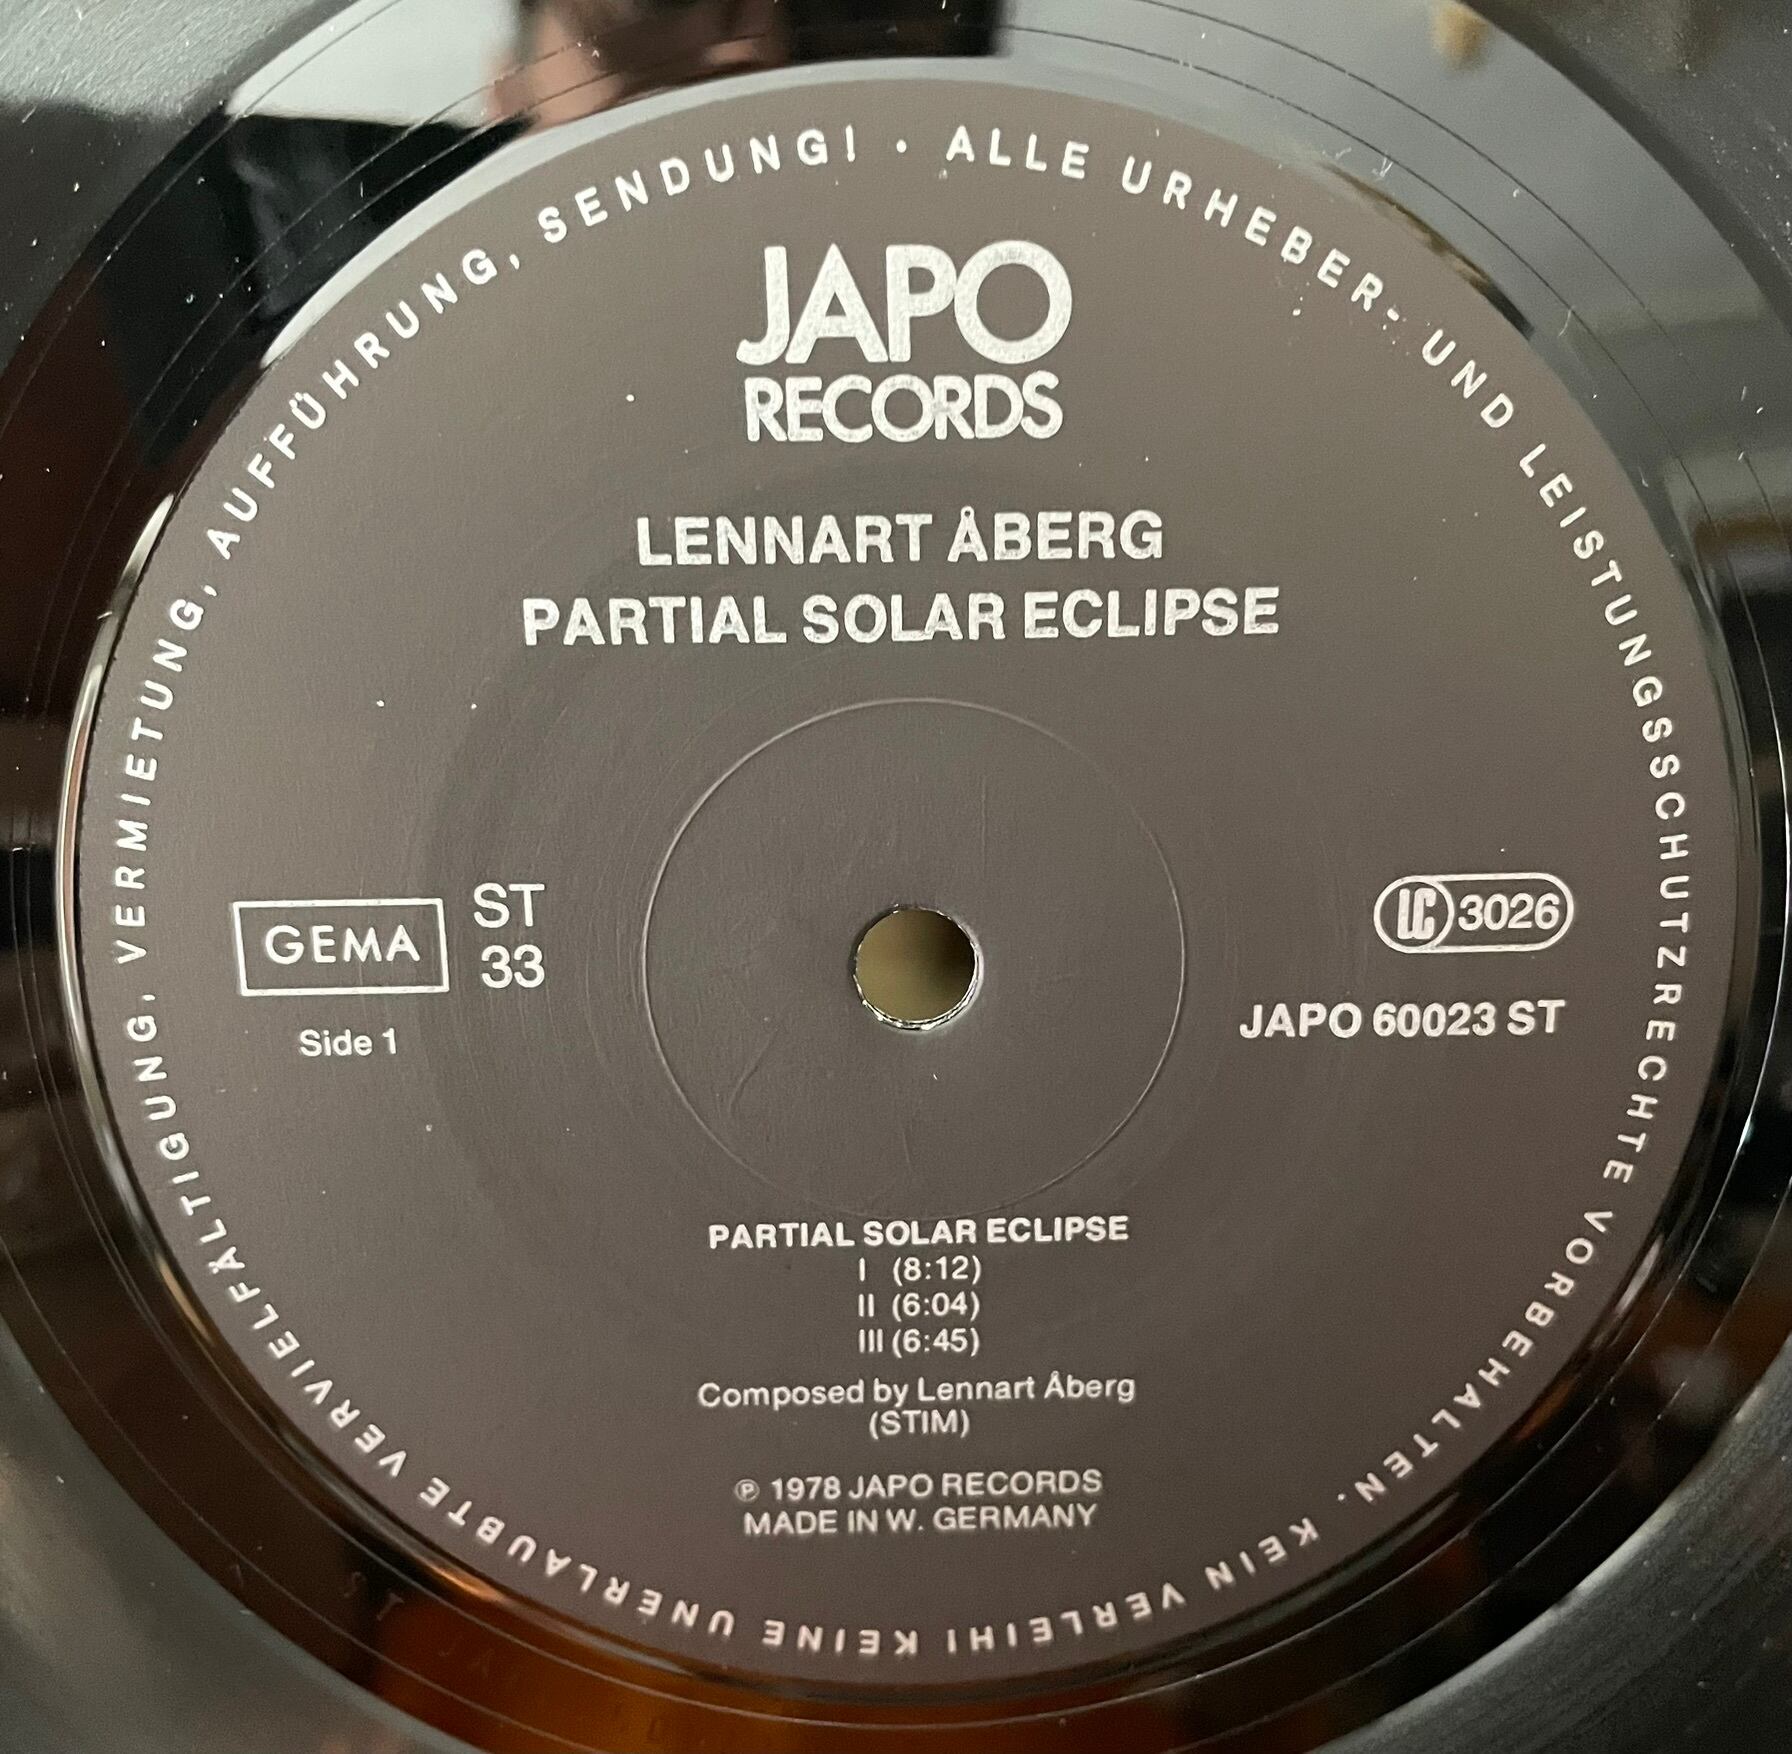 ALLE URHEBER- UND LEISTUNGSSCHUTZRECHTE VORBEHALTEN. KEIN VERLEIH! KEINE UNERLAUBTE VERVIELFÄLTIGUNG, VERMIETUNG, AUFFÜHRUNG, SENDUNG! •
JAPO
RECORDS
LENNART ÅBERG
PARTIAL SOLAR ECLIPSE
GEMA
ST
33
Side 1
LC 3026
JAPO 60023 ST
PARTIAL SOLAR ECLIPSE
I (8:12)
II (6:04)
III (6:45)
Composed by Lennart Åberg
(STIM)
℗ 1978 JAPO RECORDS
MADE IN W. GERMANY